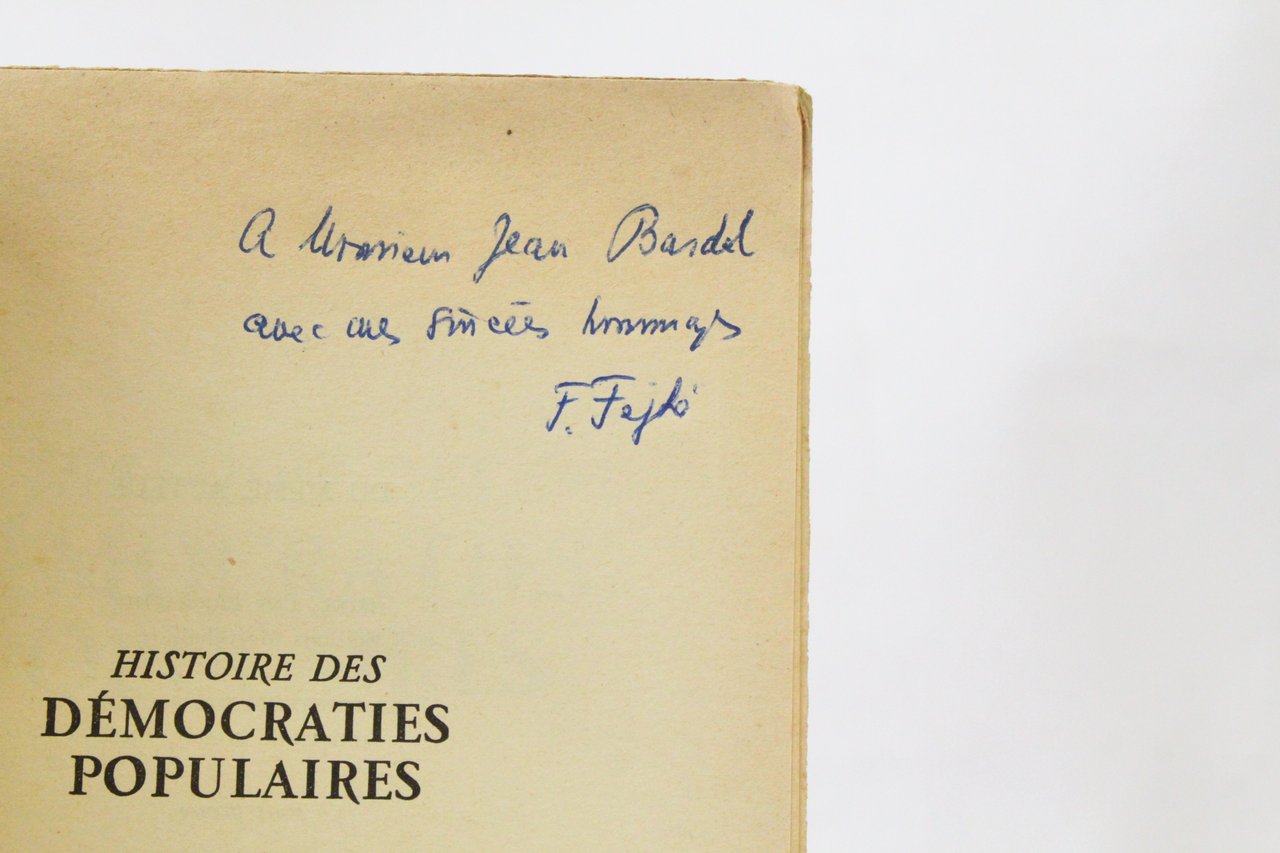 A Monsieur Jean Bardel
avec mes sincères hommages
F. Fejtö
HISTOIRE DES
DÉMOCRATIES
POPULAIRES